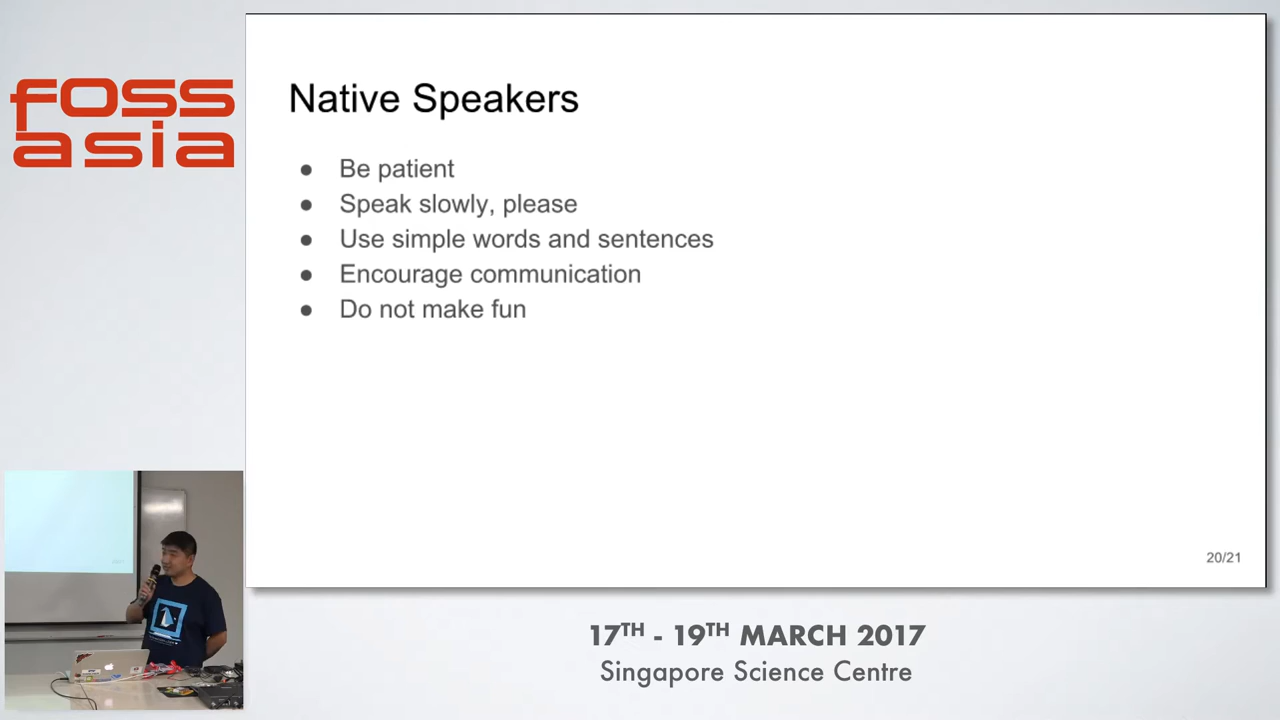 foss
asia
Native Speakers
● Be patient
● Speak slowly, please
● Use simple words and sentences
● Encourage communication
● Do not make fun
20/21
17TH - 19TH MARCH 2017
Singapore Science Centre